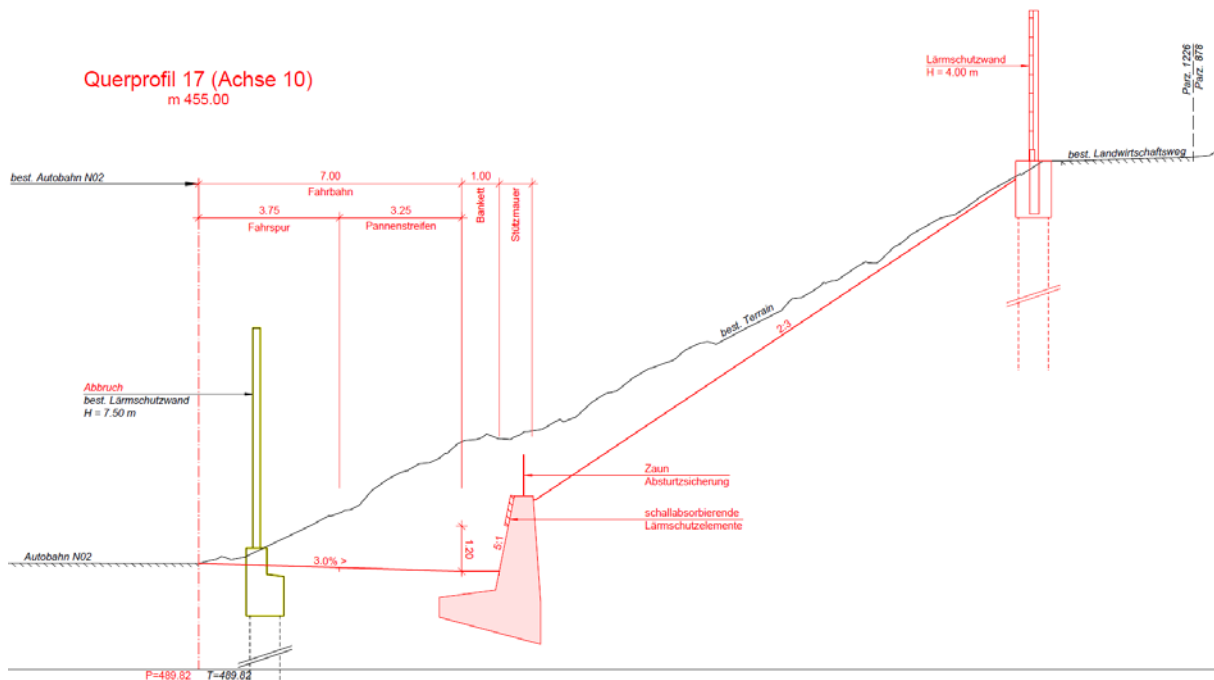 Querprofil 17 (Achse 10)
m 455.00
Lärmschutzwand
H = 4.00 m
Parz. 1226
Parz. 878
best. Landwirtschaftsweg
best. Autobahn N02
7.00
Fahrbahn
1.00
Bankett
Stützmauer
3.75
Fahrspur
3.25
Pannenstreifen
best. Terrain
2:3
Abbruch
best. Lärmschutzwand
H = 7.50 m
Zaun
Absturtzsicherung
schallabsorbierende
Lärmschutzelemente
1.20
5:1
Autobahn N02
3.0% >
P=489.82
T=489.82